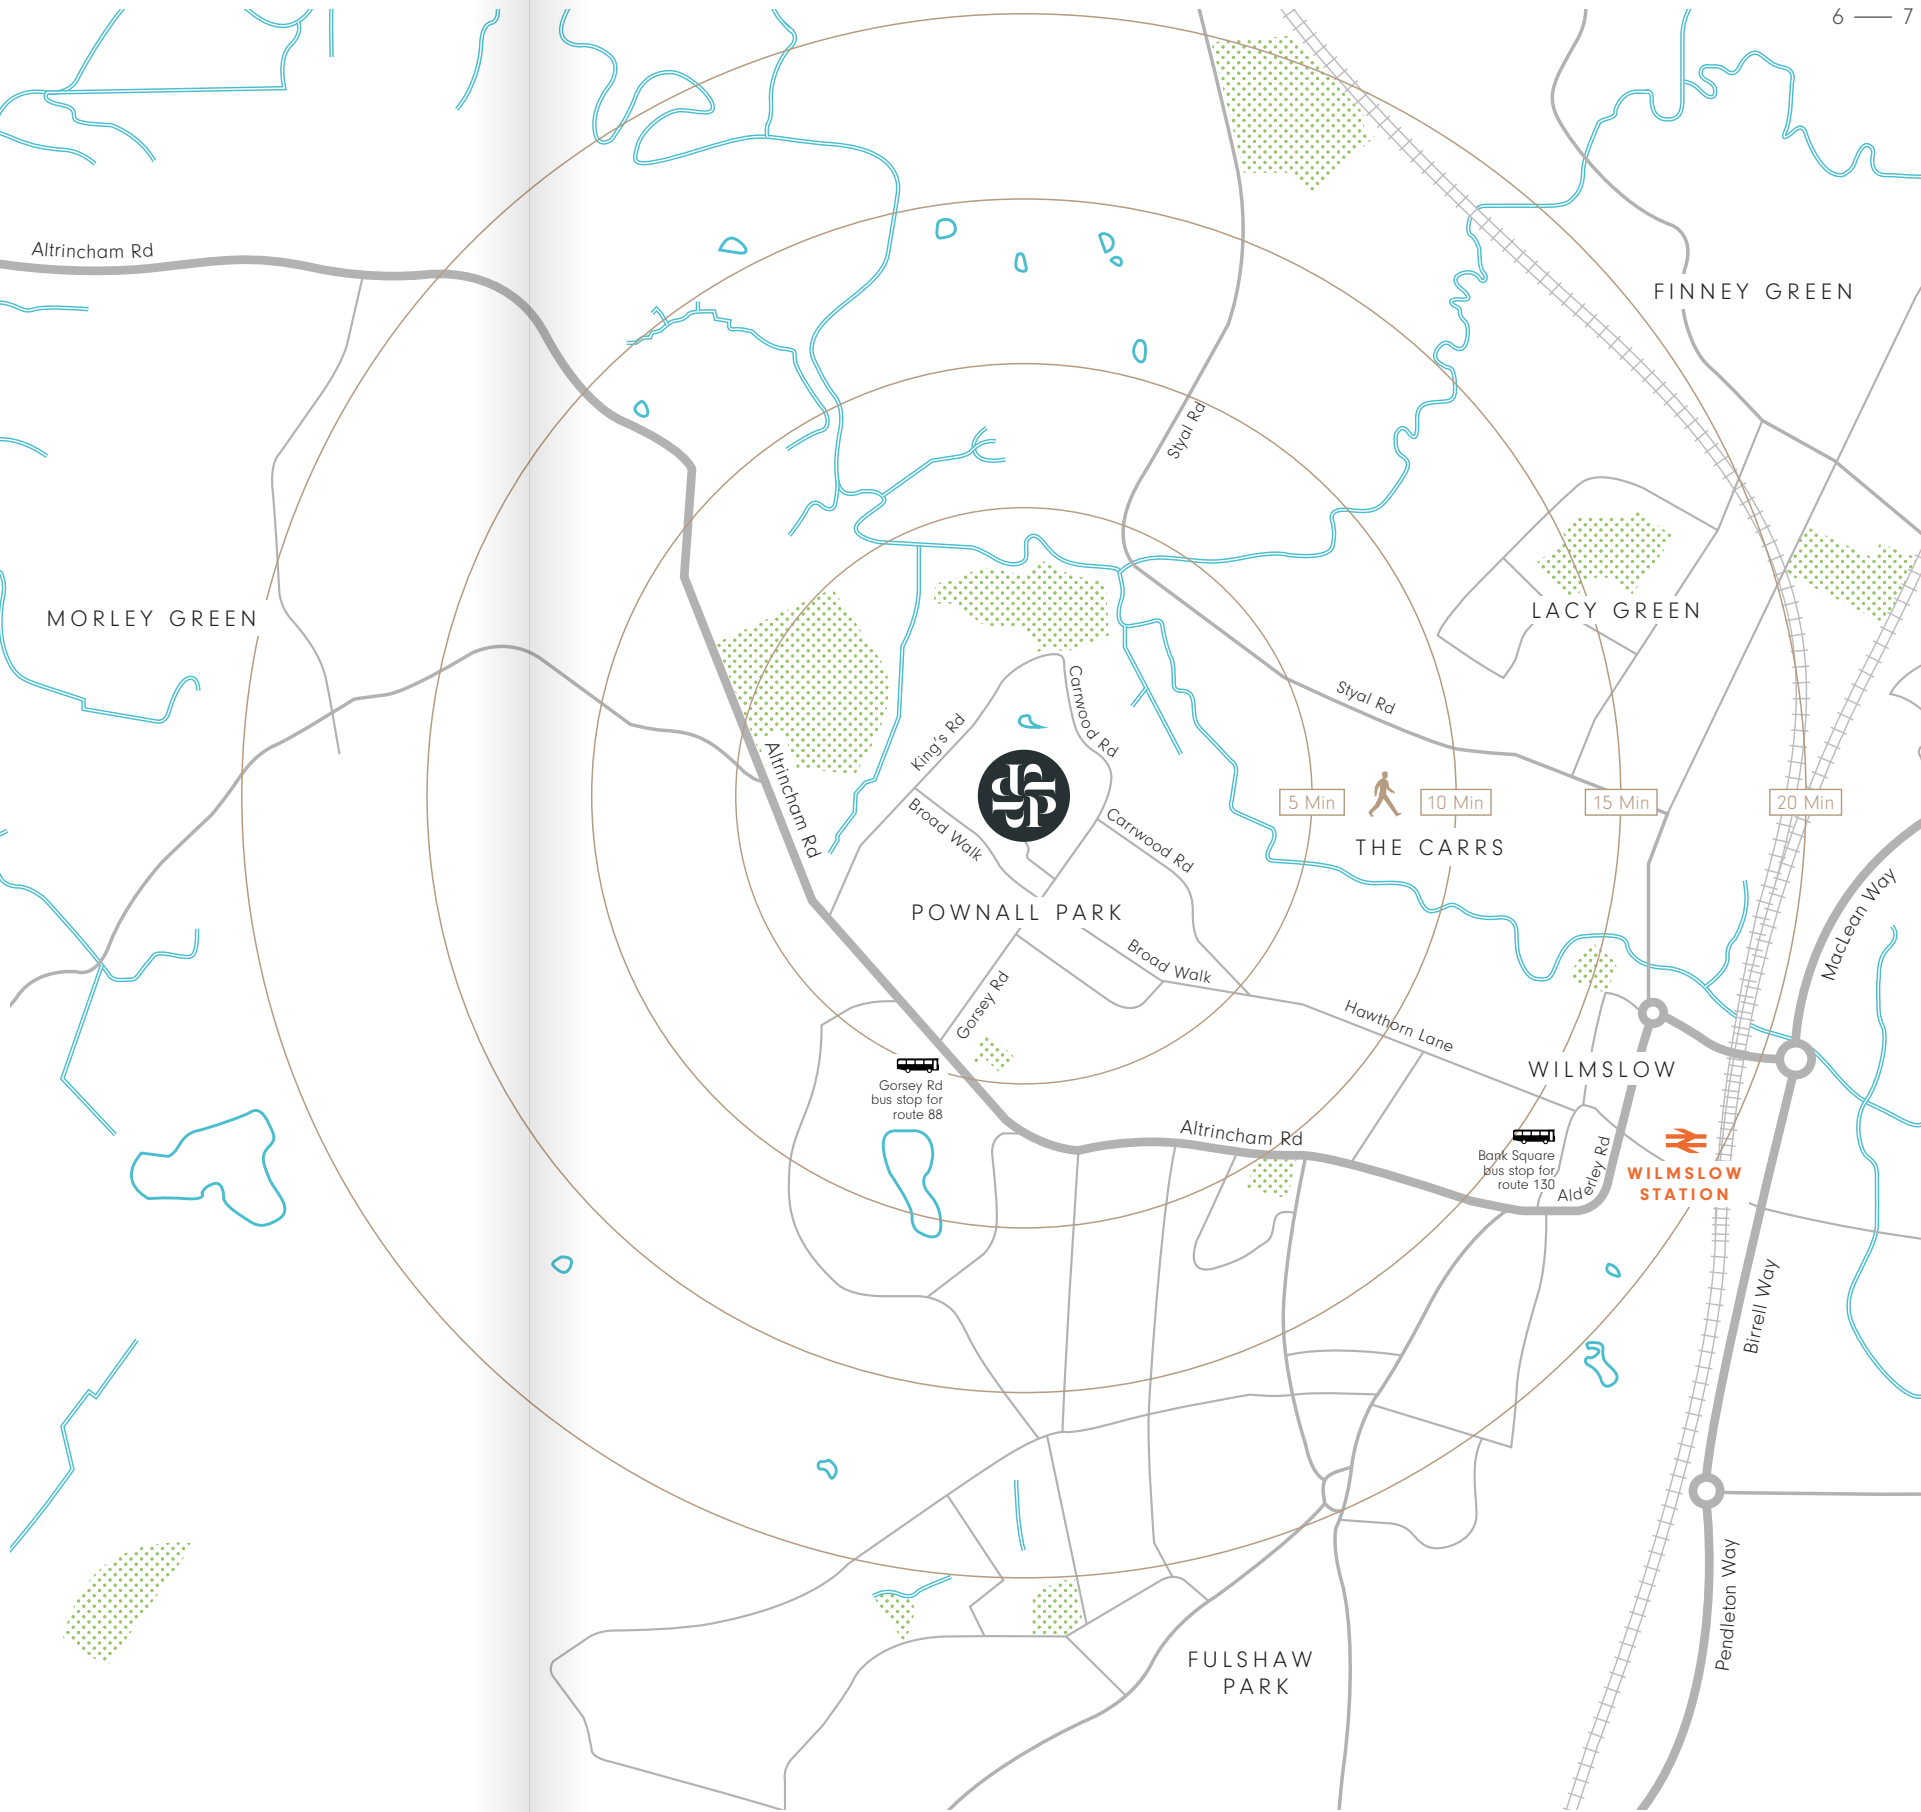 6 — 7
Altrincham Rd
FINNEY GREEN
Styal Rd
MORLEY GREEN
LACY GREEN
Styal Rd
Carrwood Rd
King's Rd
Altrincham Rd
5 Min
10 Min
15 Min
20 Min
Broad Walk
Carrwood Rd
THE CARRS
MacLean Way
POWNALL PARK
Broad Walk
Gorsey Rd
Hawthorn Lane
WILMSLOW
Gorsey Rd
bus stop for
route 88
Altrincham Rd
Bank Square
bus stop for
route 130
Alderley Rd
WILMSLOW
STATION
Birrell Way
Pendleton Way
FULSHAW
PARK